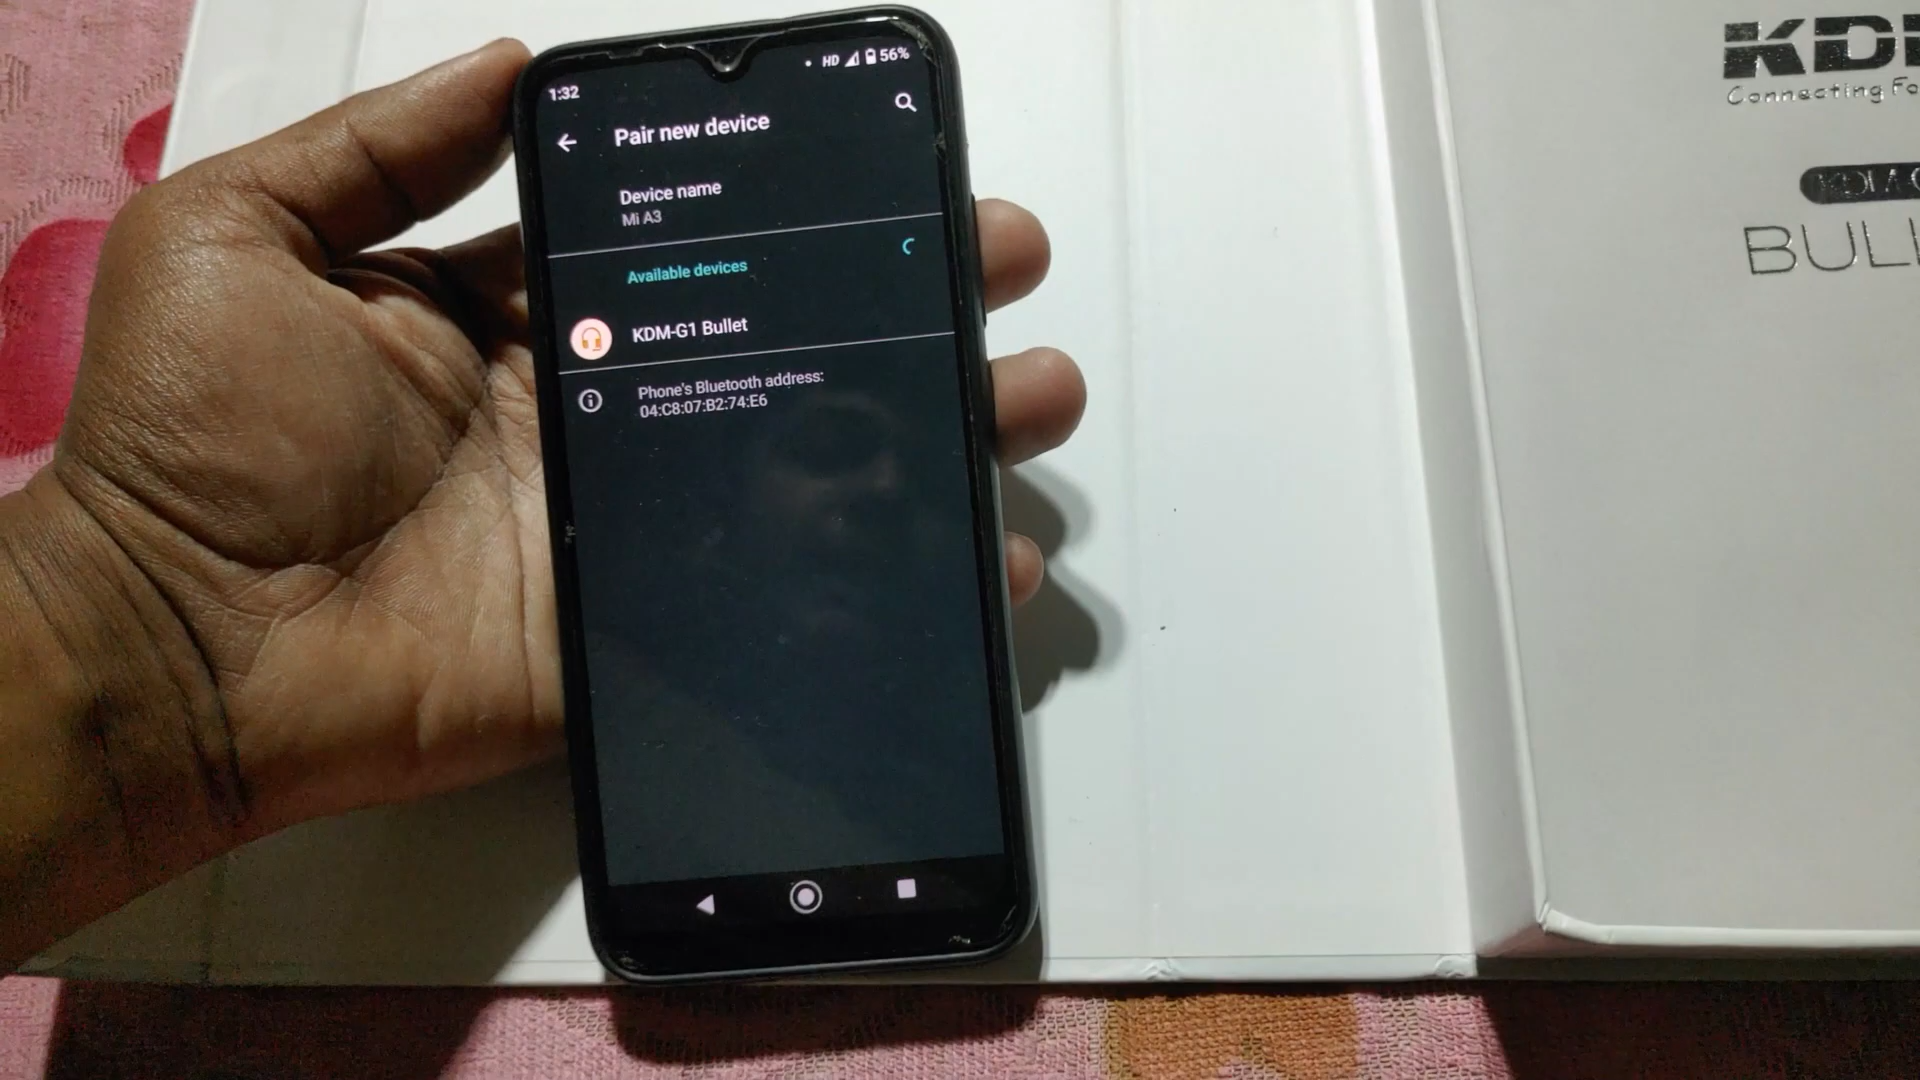 1:32
HD 56%
Pair new device
Device name
Mi A3
Available devices
KDM-G1 Bullet
Phone's Bluetooth address:
04:C8:07:B2:74:E6
Connecting